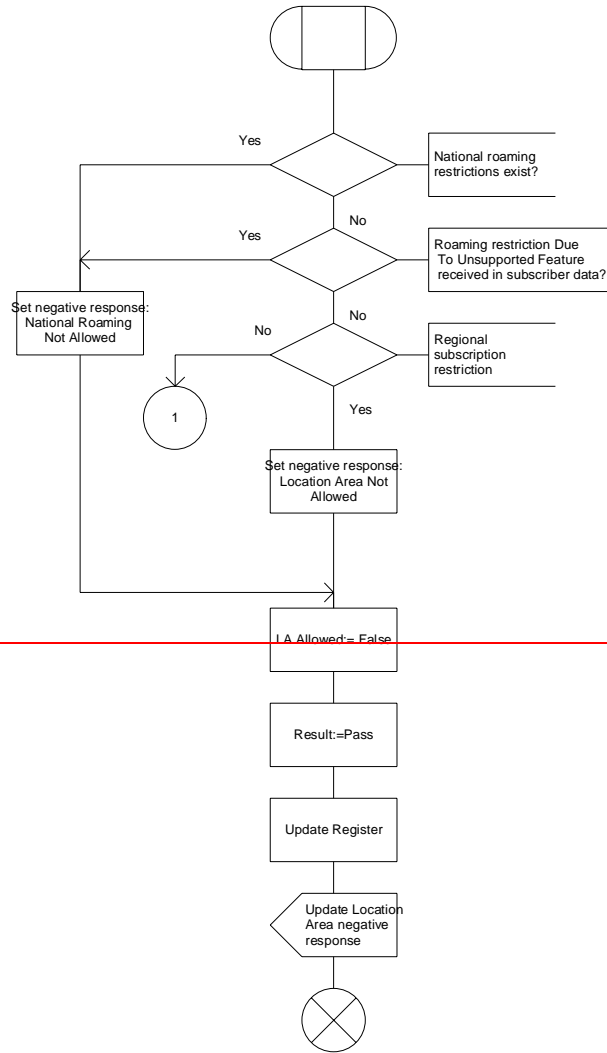 Yes
National roaming
restrictions exist?
No
Yes
Roaming restriction Due
To Unsupported Feature
received in subscriber data?
Set negative response:
National Roaming
Not Allowed
No
No
Regional
subscription
restriction
1
Yes
Set negative response:
Location Area Not
Allowed
LA Allowed:= False
Result:=Pass
Update Register
Update Location
Area negative
response